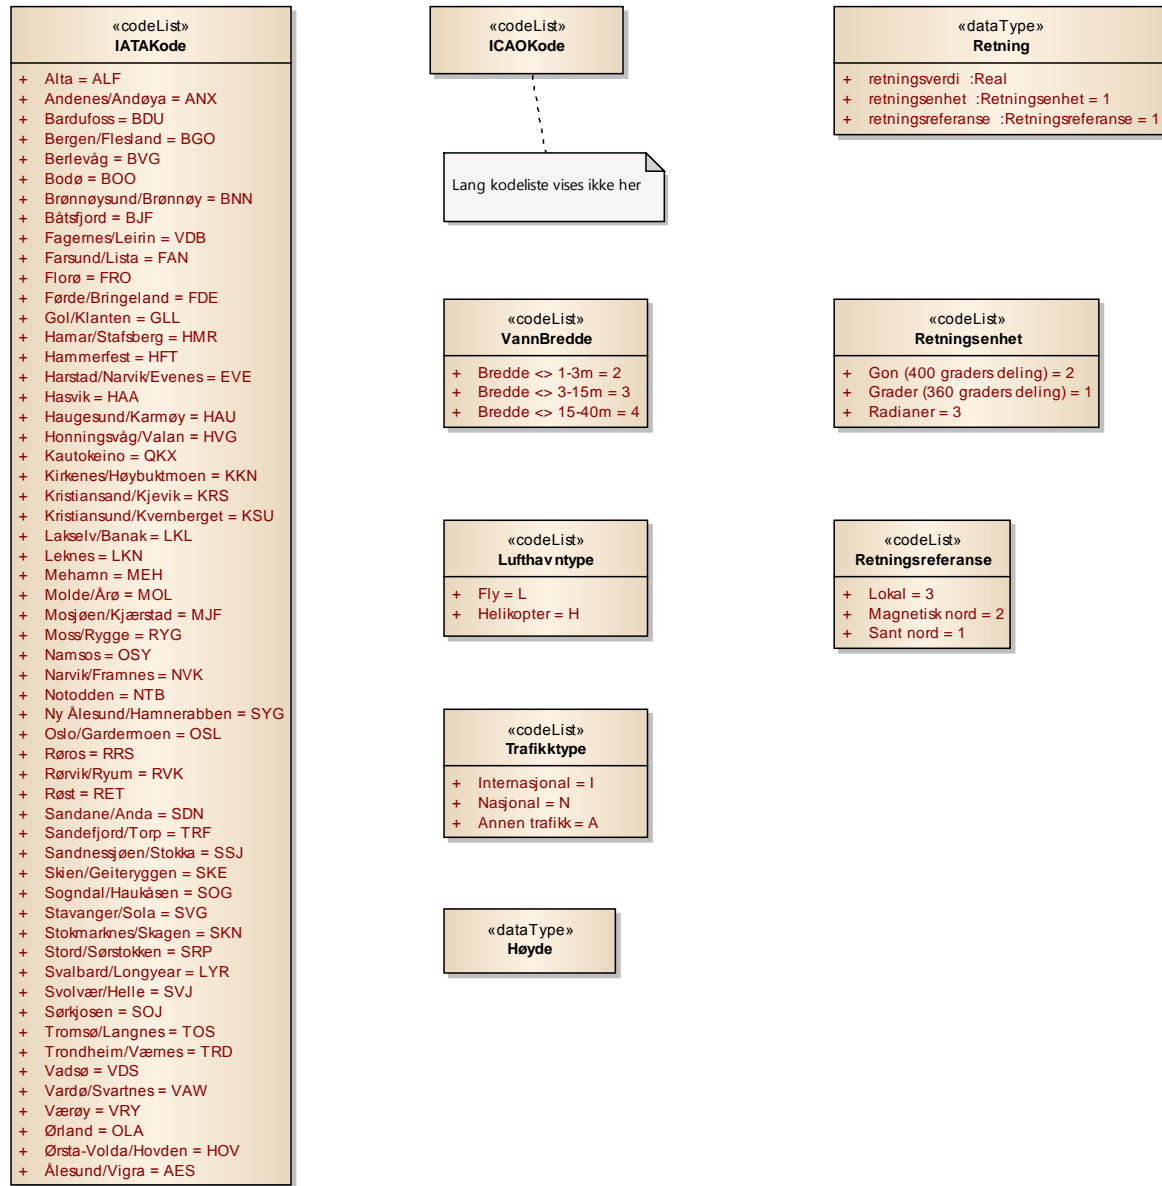 «codeList»
IATAKode
+ Alta = ALF
+ Andenes/Andøya = ANX
+ Bardufoss = BDU
+ Bergen/Flesland = BGO
+ Berlevåg = BVG
+ Bodø = BOO
+ Brønnøysund/Brønnøy = BNN
+ Båtsfjord = BJF
+ Fagernes/Leirin = VDB
+ Farsund/Lista = FAN
+ Florø = FRO
+ Førde/Bringeland = FDE
+ Gol/Klanten = GLL
+ Hamar/Stafsberg = HMR
+ Hammerfest = HFT
+ Harstad/Narvik/Evenes = EVE
+ Hasvik = HAA
+ Haugesund/Karmøy = HAU
+ Honningsvåg/Valan = HVG
+ Kautokeino = QKX
+ Kirkenes/Høybuktmoen = KKN
+ Kristiansand/Kjevik = KRS
+ Kristiansund/Kvernberget = KSU
+ Lakselv/Banak = LKL
+ Leknes = LKN
+ Mehamn = MEH
+ Molde/Årø = MOL
+ Mosjøen/Kjærstad = MJF
+ Moss/Rygge = RYG
+ Namsos = OSY
+ Narvik/Framnes = NVK
+ Notodden = NTB
+ Ny Ålesund/Hamnerabben = SYG
+ Oslo/Gardermoen = OSL
+ Røros = RRS
+ Rørvik/Ryum = RVK
+ Røst = RET
+ Sandane/Anda = SDN
+ Sandefjord/Torp = TRF
+ Sandnessjøen/Stokka = SSJ
+ Skien/Geiteryggen = SKE
+ Sogndal/Haukåsen = SOG
+ Stavanger/Sola = SVG
+ Stokmarknes/Skagen = SKN
+ Stord/Sørstokken = SRP
+ Svalbard/Longyear = LYR
+ Svolvær/Helle = SVJ
+ Sørkjosen = SOJ
+ Tromsø/Langnes = TOS
+ Trondheim/Værnes = TRD
+ Vadsø = VDS
+ Vardø/Svartnes = VAW
+ Værøy = VRY
+ Ørland = OLA
+ Ørsta-Volda/Hovden = HOV
+ Ålesund/Vigra = AES
«codeList»
ICAOKode
Lang kodeliste vises ikke her
«codeList»
VannBredde
+ Bredde <> 1-3m = 2
+ Bredde <> 3-15m = 3
+ Bredde <> 15-40m = 4
«codeList»
Lufthavntype
+ Fly = L
+ Helikopter = H
«codeList»
Trafikktype
+ Internasjonal = I
+ Nasjonal = N
+ Annen trafikk = A
«dataType»
Høyde
«dataType»
Retning
+ retningsverdi :Real
+ retningsenhet :Retningsenhet = 1
+ retningsreferanse :Retningsreferanse = 1
«codeList»
Retningsenhet
+ Gon (400 graders deling) = 2
+ Grader (360 graders deling) = 1
+ Radianer = 3
«codeList»
Retningsreferanse
+ Lokal = 3
+ Magnetisk nord = 2
+ Sant nord = 1